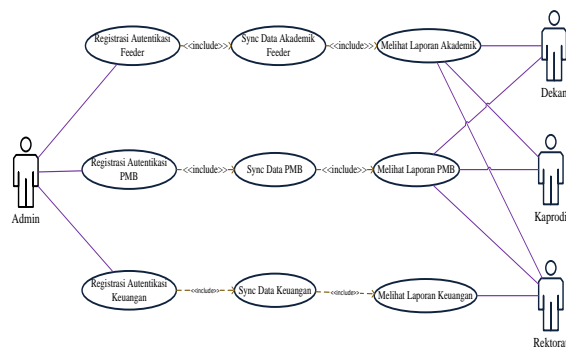 Registrasi Autentikasi
Feeder
<<include>>
Sync Data Akademik
Feeder
<<include>>
Melihat Laporan Akademik
Dekan
Admin
Registrasi Autentikasi
PMB
<<include>>
Sync Data PMB
<<include>>
Melihat Laporan PMB
Kaprodi
Registrasi Autentikasi
Keuangan
<<include>>
Sync Data Keuangan
<<include>>
Melihat Laporan Keuangan
Rektorat